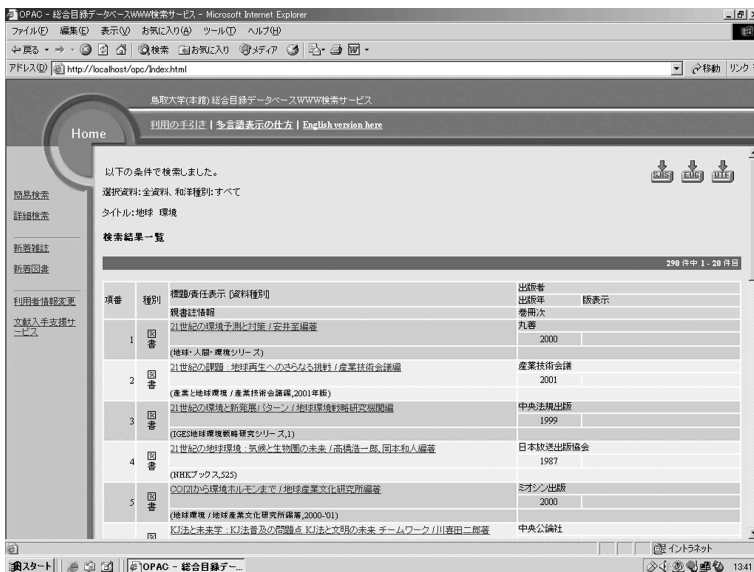 OPAC - 総合目録データベースWWW検索サービス - Microsoft Internet Explorer
ファイル(F) 編集(E) 表示(V) お気に入り(A) ツール(T) ヘルプ(H)
戻る 検索 お気に入り メディア
アドレス(D) http://localhost/opc/Index.html 移動 リンク
鳥取大学(本館)総合目録データベースWWW検索サービス
Home
利用の手引き | 多言語表示の仕方 | English version here
簡易検索
詳細検索
新着雑誌
新着図書
利用者情報変更
文献入手支援サービス
以下の条件で検索しました。
SJIS EUC UTF
選択資料:全資料、和洋種別:すべて
タイトル:地球 環境
検索結果一覧
290 件中 1 - 20 件目
項番 種別 標題/責任表示 [資料種別] 出版者
出版年 版表示
親書誌情報 巻冊次
1 図書 21世紀の環境予測と対策 / 安井至編著 丸善
2000
(地球・人間・環境シリーズ)
2 図書 21世紀の課題 : 地球再生へのさらなる挑戦 / 産業技術会議編 産業技術会議
2001
(産業と地球環境 / 産業技術会議編,2001年版)
3 図書 21世紀の環境と新発展パターン / 地球環境戦略研究機関編 中央法規出版
1999
(IGES地球環境戦略研究シリーズ,1)
4 図書 21世紀の地球環境 : 気候と生物圏の未来 / 高橋浩一郎, 岡本和人編著 日本放送出版協会
1987
(NHKブックス,525)
5 図書 CO[2]から環境ホルモンまで / 地球産業文化研究所編著 ミオシン出版
2000
(地球環境 / 地球産業文化研究所編著,2000-'01)
図 KJ法と未来学 : KJ法普及の問題点 KJ法と文明の未来 チームワーク / 川喜田二郎著 中央公論社
イントラネット
スタート OPAC - 総合目録デー... 13:41